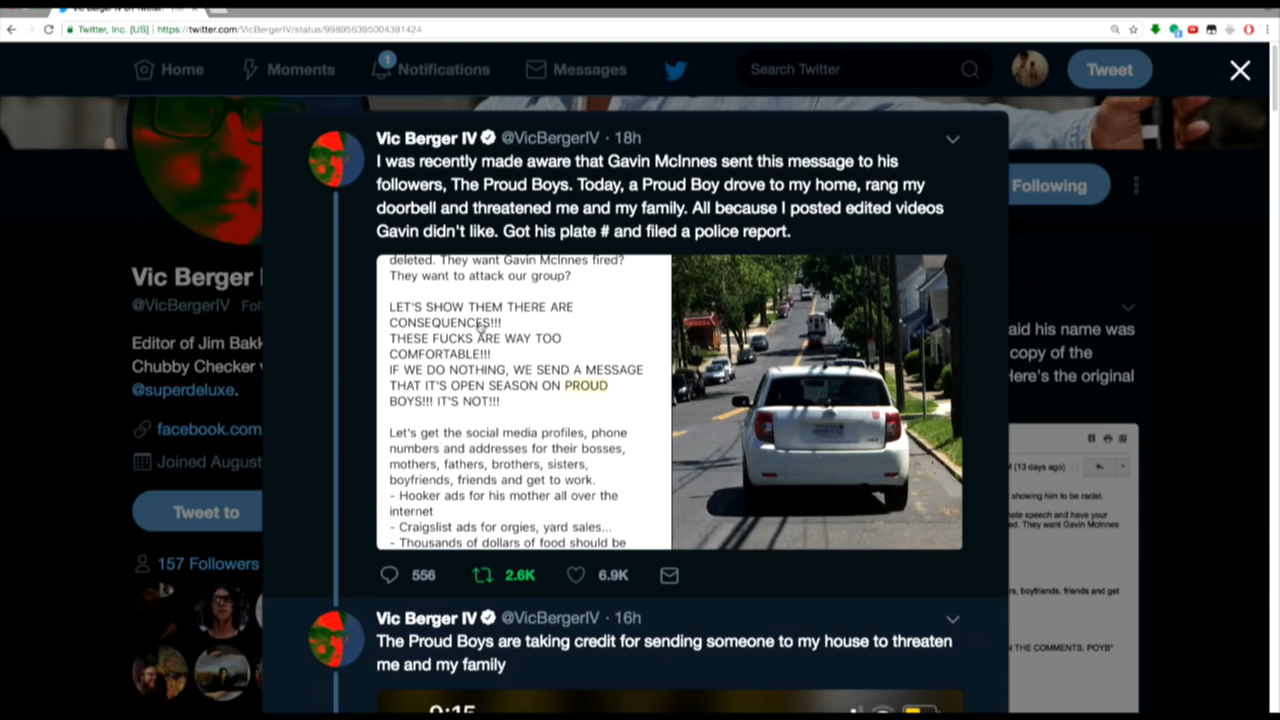 Twitter, Inc. [US] https://twitter.com/VicBergerIV/status/998956395004391424
Home Moments 1 Notifications Messages Search Twitter Tweet
Vic Berger IV @VicBergerIV · 18h
I was recently made aware that Gavin McInnes sent this message to his
followers, The Proud Boys. Today, a Proud Boy drove to my home, rang my
doorbell and threatened me and my family. All because I posted edited videos
Gavin didn't like. Got his plate # and filed a police report.
deleted. They want Gavin McInnes fired?
They want to attack our group?
LET'S SHOW THEM THERE ARE
CONSEQUENCES!!!
THESE FUCKS ARE WAY TOO
COMFORTABLE!!!
IF WE DO NOTHING, WE SEND A MESSAGE
THAT IT'S OPEN SEASON ON PROUD
BOYS!!! IT'S NOT!!!
Let's get the social media profiles, phone
numbers and addresses for their bosses,
mothers, fathers, brothers, sisters,
boyfriends, friends and get to work.
- Hooker ads for his mother all over the
internet
- Craigslist ads for orgies, yard sales...
- Thousands of dollars of food should be
556 2.6K 6.9K
Vic Berger IV @VicBergerIV · 16h
The Proud Boys are taking credit for sending someone to my house to threaten
me and my family
9:15
Vic Berger
@VicBergerIV Fol
Editor of Jim Bakk
Chubby Checker
@superdeluxe.
facebook.com
Joined August
Tweet to
157 Followers
Following
aid his name was
copy of the
Here's the original
(13 days ago)
showing him to be racist.
ate speech and have your
ed. They want Gavin McInnes
rs, boyfriends, friends and get
N THE COMMENTS. POYB"